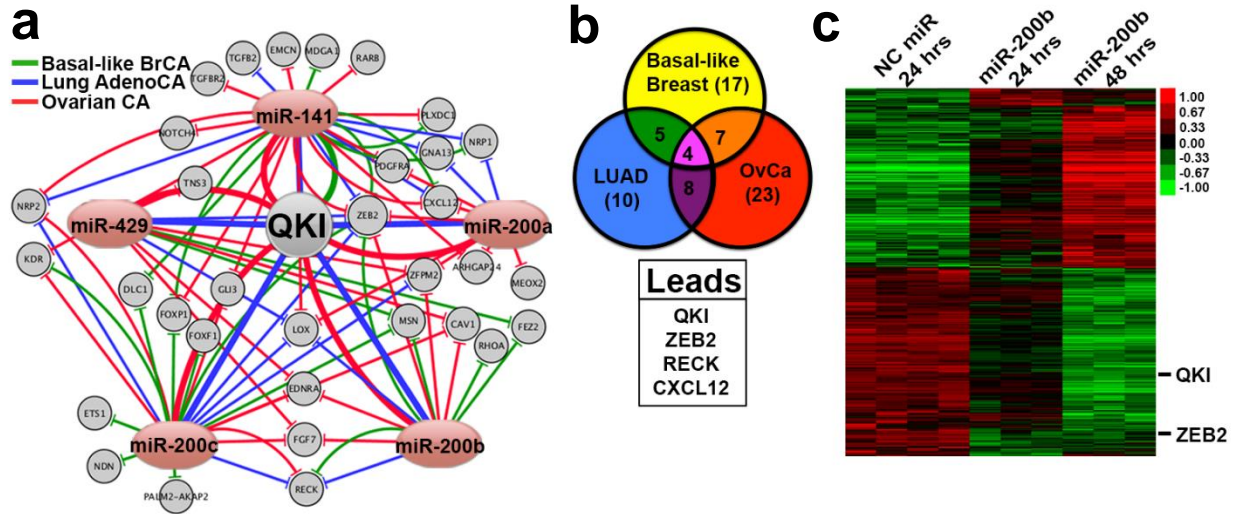 a
Basal-like BrCA
Lung AdenoCA
Ovarian CA
TGFBR2
TGFB2
EMCN
MDGA1
RARB
miR-141
NOTCH4
PLXDC1
GNA13
NRP1
PDGFRA
CXCL12
TNS3
NRP2
miR-429
QKI
ZEB2
miR-200a
KDR
DLC1
GLI3
ZFPM2
ARHGAP24
MEOX2
FOXP1
FOXF1
LOX
MSN
CAV1
FEZ2
RHOA
EDNRA
ETS1
miR-200c
FGF7
miR-200b
NDN
PALM2-AKAP2
RECK
b
Basal-like
Breast (17)
5
7
4
LUAD
(10)
8
OvCa
(23)
Leads
QKI
ZEB2
RECK
CXCL12
c
NC miR
24 hrs
miR-200b
24 hrs
miR-200b
48 hrs
1.00
0.67
0.33
0.00
-0.33
-0.67
-1.00
QKI
ZEB2